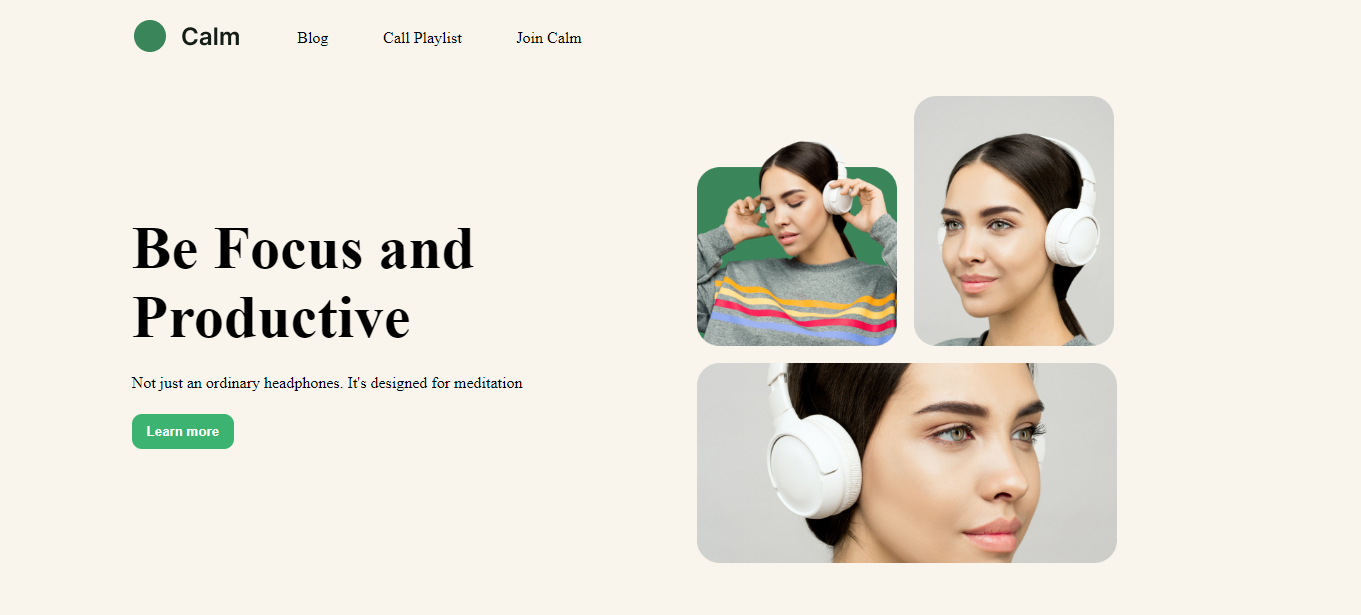 Calm Blog Call Playlist Join Calm
Be Focus and
Productive
Not just an ordinary headphones. It's designed for meditation
Learn more